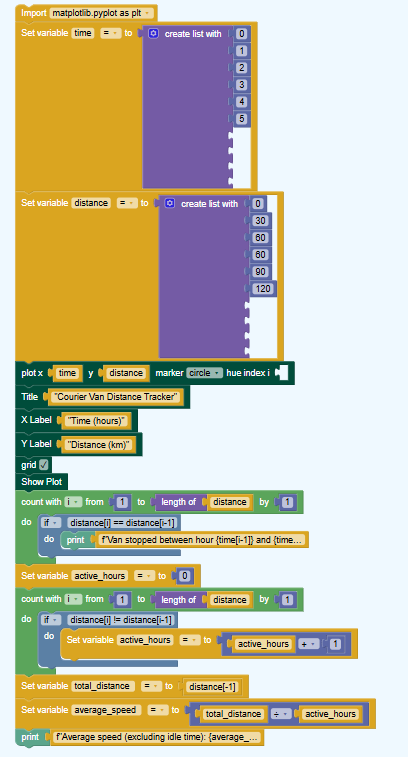 Import matplotlib.pyplot as plt
Set variable time = to create list with 0
1
2
3
4
5
Set variable distance = to create list with 0
30
60
60
90
120
plot x time y distance marker circle hue index i
Title "Courier Van Distance Tracker"
X Label "Time (hours)"
Y Label "Distance (km)"
grid
Show Plot
count with i from 1 to length of distance by 1
do if distance[i] == distance[i-1]
do print f'Van stopped between hour {time[i-1]} and {time...
Set variable active_hours = to 0
count with i from 1 to length of distance by 1
do if distance[i] != distance[i-1]
do Set variable active_hours = to active_hours + 1
Set variable total_distance = to distance[-1]
Set variable average_speed = to total_distance ÷ active_hours
print f'Average speed (excluding idle time): {average_...